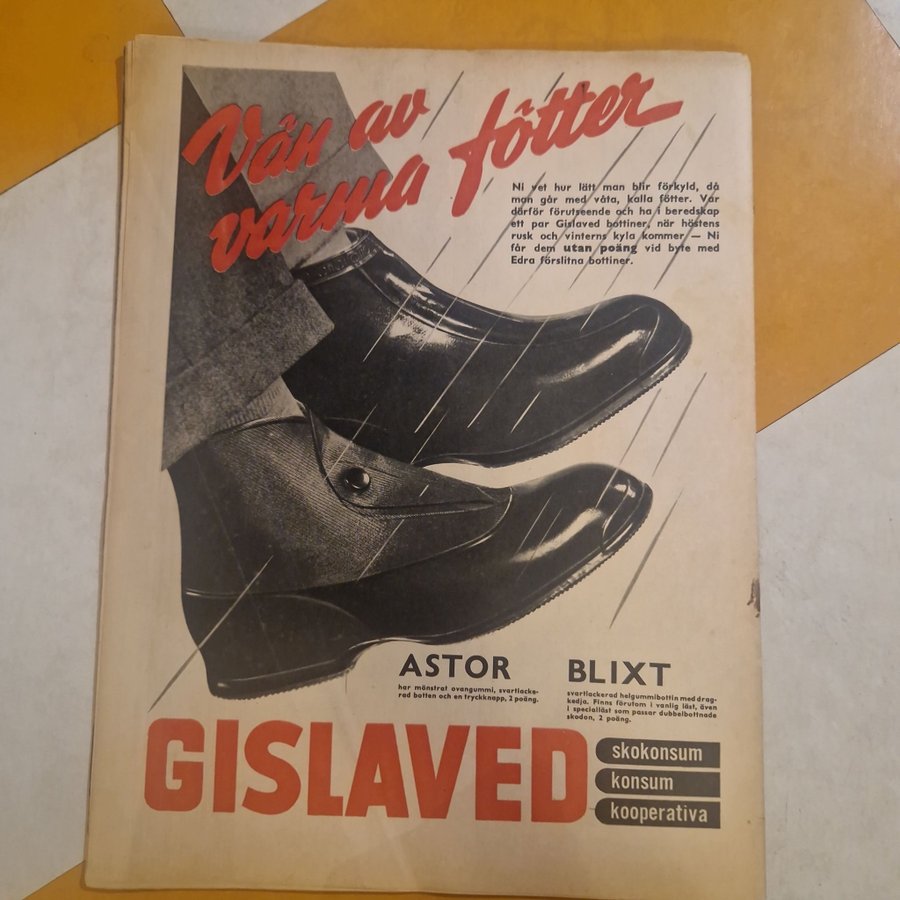 Vän av
varma fötter
Ni vet hur lätt man blir förkyld, då
man går med våta, kalla fötter. Var
därför förutseende och ha i beredskap
ett par Gislaved bottiner, när höstens
rusk och vinterns kyla kommer — Ni
får dem utan poäng vid byte med
Edra förslitna bottiner.
ASTOR
har mönstrat ovangummi, svartlacke-
rad botten och en tryckknapp, 2 poäng.
BLIXT
svartlackerad helgummibottin med drag-
kedja. Finns förutom i vanlig läst, även
i specialläst som passar dubbelbottnade
skodon, 2 poäng.
GISLAVED
skokonsum
konsum
kooperativa